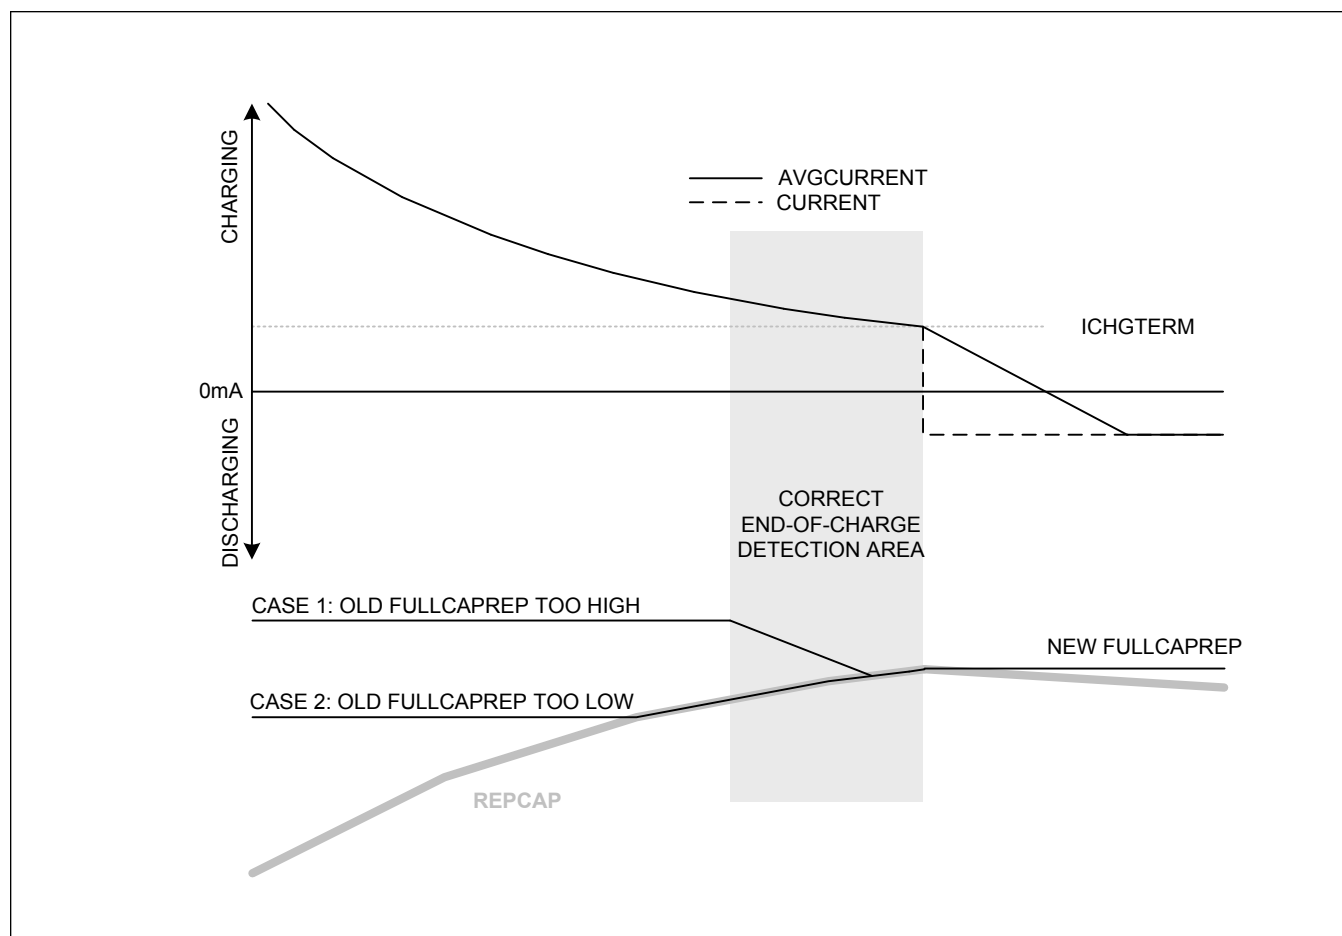 CHARGING
AVGCURRENT
CURRENT
ICHGTERM
0mA
DISCHARGING
CORRECT
END-OF-CHARGE
DETECTION AREA
CASE 1: OLD FULLCAPREP TOO HIGH
NEW FULLCAPREP
CASE 2: OLD FULLCAPREP TOO LOW
REPCAP